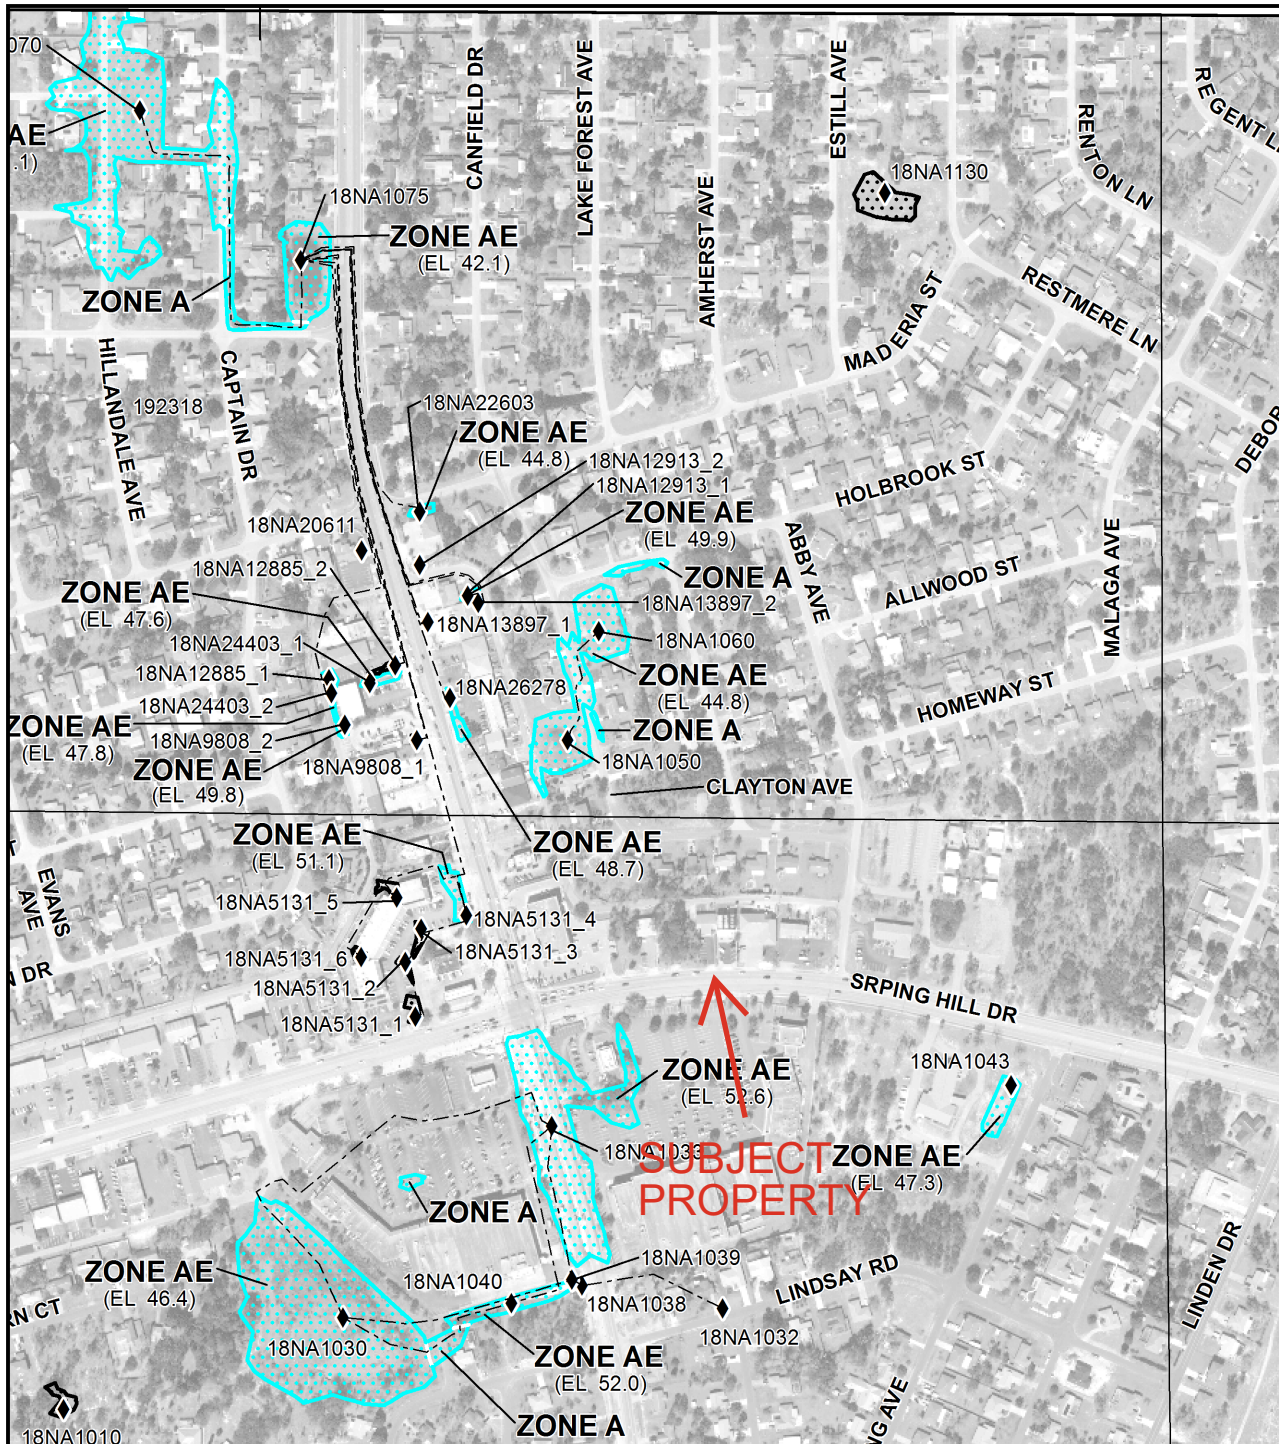 070
AE
.1)
CANFIELD DR
LAKE FOREST AVE
ESTILL AVE
REGENT L
RENTON LN
18NA1130
AMHERST AVE
18NA1075
ZONE AE
(EL 42.1)
ZONE A
RESTMERE LN
MADERIA ST
HILLANDALE AVE
CAPTAIN DR
192318
18NA22603
ZONE AE
(EL 44.8)
18NA12913_2
18NA12913_1
HOLBROOK ST
DEBOR
ZONE AE
(EL 49.9)
18NA20611
18NA12885_2
ABBY AVE
MALAGA AVE
ZONE A
ALLWOOD ST
ZONE AE
(EL 47.6)
18NA13897_2
18NA13897_1
18NA24403_1
18NA1060
18NA12885_1
ZONE AE
(EL 44.8)
18NA24403_2
18NA26278
HOMEWAY ST
ZONE AE
(EL 47.8)
18NA9808_2
ZONE A
ZONE AE
(EL 49.8)
18NA9808_1
18NA1050
CLAYTON AVE
ZONE AE
(EL 51.1)
ZONE AE
(EL 48.7)
T
EVANS
AVE
18NA5131_5
18NA5131_4
18NA5131_3
18NA5131_6
N DR
18NA5131_2
SRPING HILL DR
18NA5131_1
ZONE AE
(EL 52.6)
18NA1043
18NA1033
SUBJECT
PROPERTY
ZONE AE
(EL 47.3)
ZONE A
LINDEN DR
ZONE AE
(EL 46.4)
18NA1039
18NA1040
LINDSAY RD
18NA1038
RN CT
18NA1032
18NA1030
ZONE AE
(EL 52.0)
NG AVE
ZONE A
18NA1010